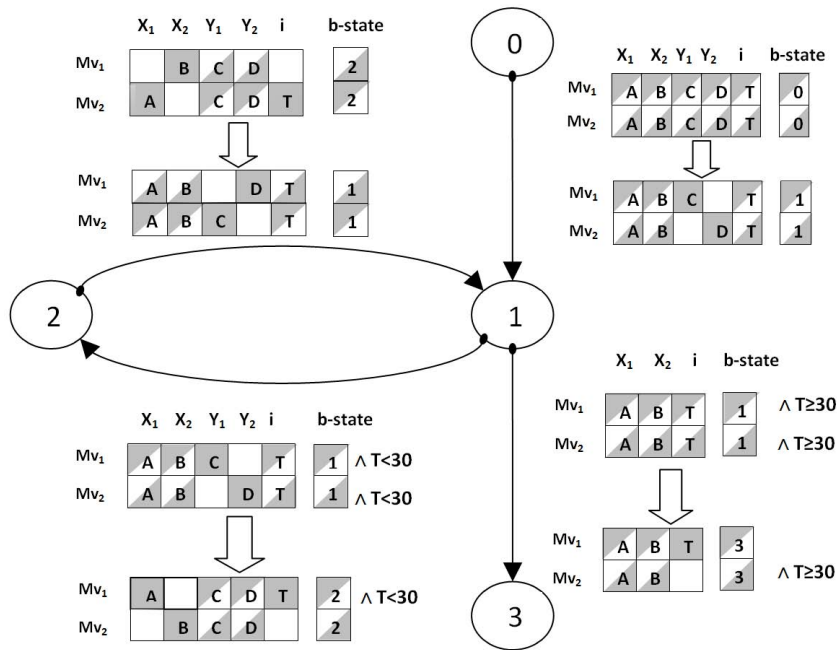 X₁ X₂ Y₁ Y₂ i b-state
Mv₁ B C D 2
Mv₂ A C D T 2
Mv₁ A B D T 1
Mv₂ A B C T 1
0
X₁ X₂ Y₁ Y₂ i b-state
Mv₁ A B C D T 0
Mv₂ A B C D T 0
Mv₁ A B C T 1
Mv₂ A B D T 1
2
1
X₁ X₂ Y₁ Y₂ i b-state
Mv₁ A B C T 1 ∧ T<30
Mv₂ A B D T 1 ∧ T<30
Mv₁ A C D T 2 ∧ T<30
Mv₂ B C D 2
X₁ X₂ i b-state
Mv₁ A B T 1 ∧ T≥30
Mv₂ A B T 1 ∧ T≥30
Mv₁ A B T 3
Mv₂ A B 3 ∧ T≥30
3